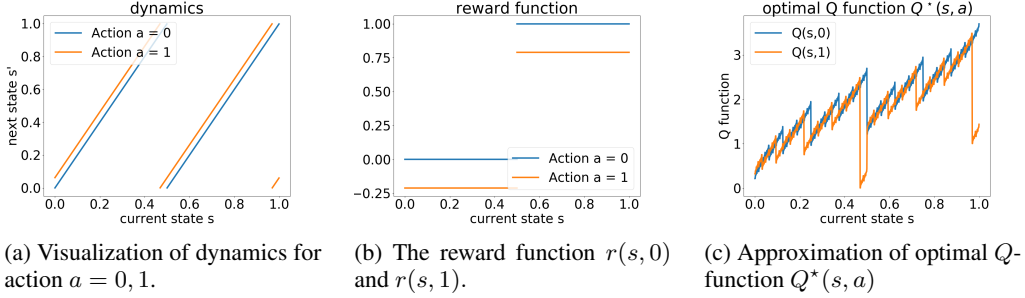 dynamics
Action a = 0
Action a = 1
next state s'
1.0
0.8
0.6
0.4
0.2
0.0
0.0 0.2 0.4 0.6 0.8 1.0
current state s
(a) Visualization of dynamics for
action a = 0, 1.
reward function
1.00
0.75
0.50
0.25
0.00
−0.25
Action a = 0
Action a = 1
0.0 0.2 0.4 0.6 0.8 1.0
current state s
(b) The reward function r(s, 0)
and r(s, 1).
optimal Q function Q⋆(s, a)
Q(s,0)
Q(s,1)
Q function
3
2
1
0
0.0 0.2 0.4 0.6 0.8 1.0
current state s
(c) Approximation of optimal Q-
function Q⋆(s, a)